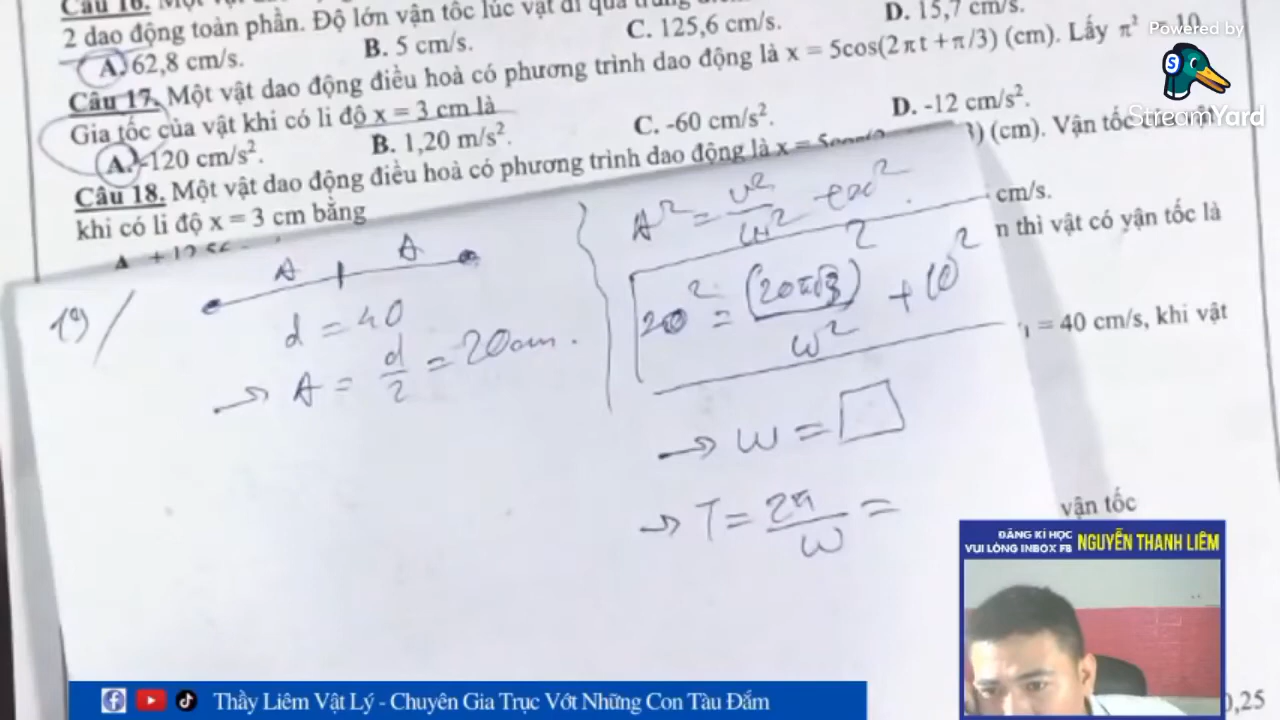 Câu 16. Một vật
2 dao động toàn phần. Độ lớn vận tốc lúc vật đi qua
A. 62,8 cm/s. B. 5 cm/s. C. 125,6 cm/s. D. 15,7 cm/s.
Câu 17. Một vật dao động điều hoà có phương trình dao động là x = 5cos(2πt+π/3) (cm). Lấy π² = 10.
Gia tốc của vật khi có li độ x = 3 cm là
A. -120 cm/s². B. 1,20 m/s². C. -60 cm/s². D. -12 cm/s².
Câu 18. Một vật dao động điều hoà có phương trình dao động là x = (cm). Vận tốc
khi có li độ x = 3 cm bằng
cm/s.
thì vật có vận tốc là
= 40 cm/s, khi vật
vận tốc
0,25
19/
A A
d = 40
→ A = d/2 = 20cm.
A² = v²/ω² + x²
20² = (20π√3)²/ω² + 10²
→ ω = □
→ T = 2π/ω =
Powered by
S
StreamYard
ĐĂNG KÍ HỌC
VUI LÒNG INBOX FB NGUYỄN THANH LIÊM
Thầy Liêm Vật Lý - Chuyên Gia Trục Vớt Những Con Tàu Đắm